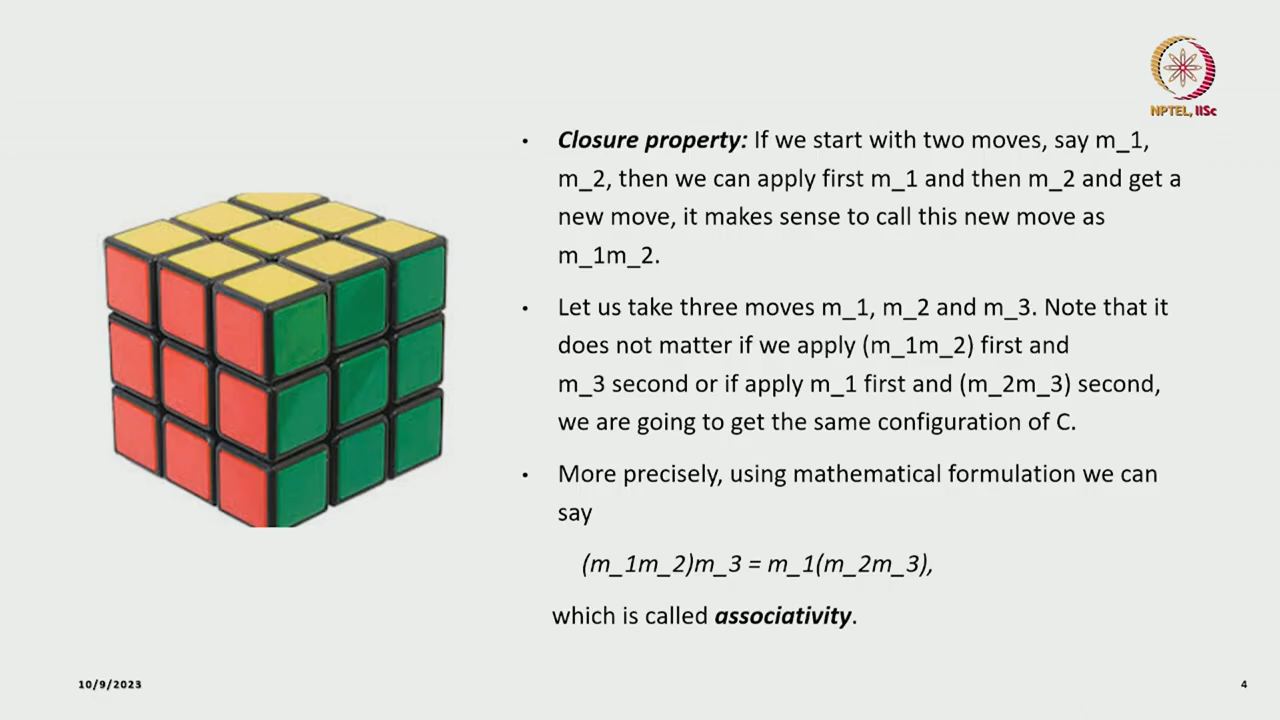 NPTEL, IISc
• Closure property: If we start with two moves, say m_1,
m_2, then we can apply first m_1 and then m_2 and get a
new move, it makes sense to call this new move as
m_1m_2.
• Let us take three moves m_1, m_2 and m_3. Note that it
does not matter if we apply (m_1m_2) first and
m_3 second or if apply m_1 first and (m_2m_3) second,
we are going to get the same configuration of C.
• More precisely, using mathematical formulation we can
say
(m_1m_2)m_3 = m_1(m_2m_3),
which is called associativity.
10/9/2023
4